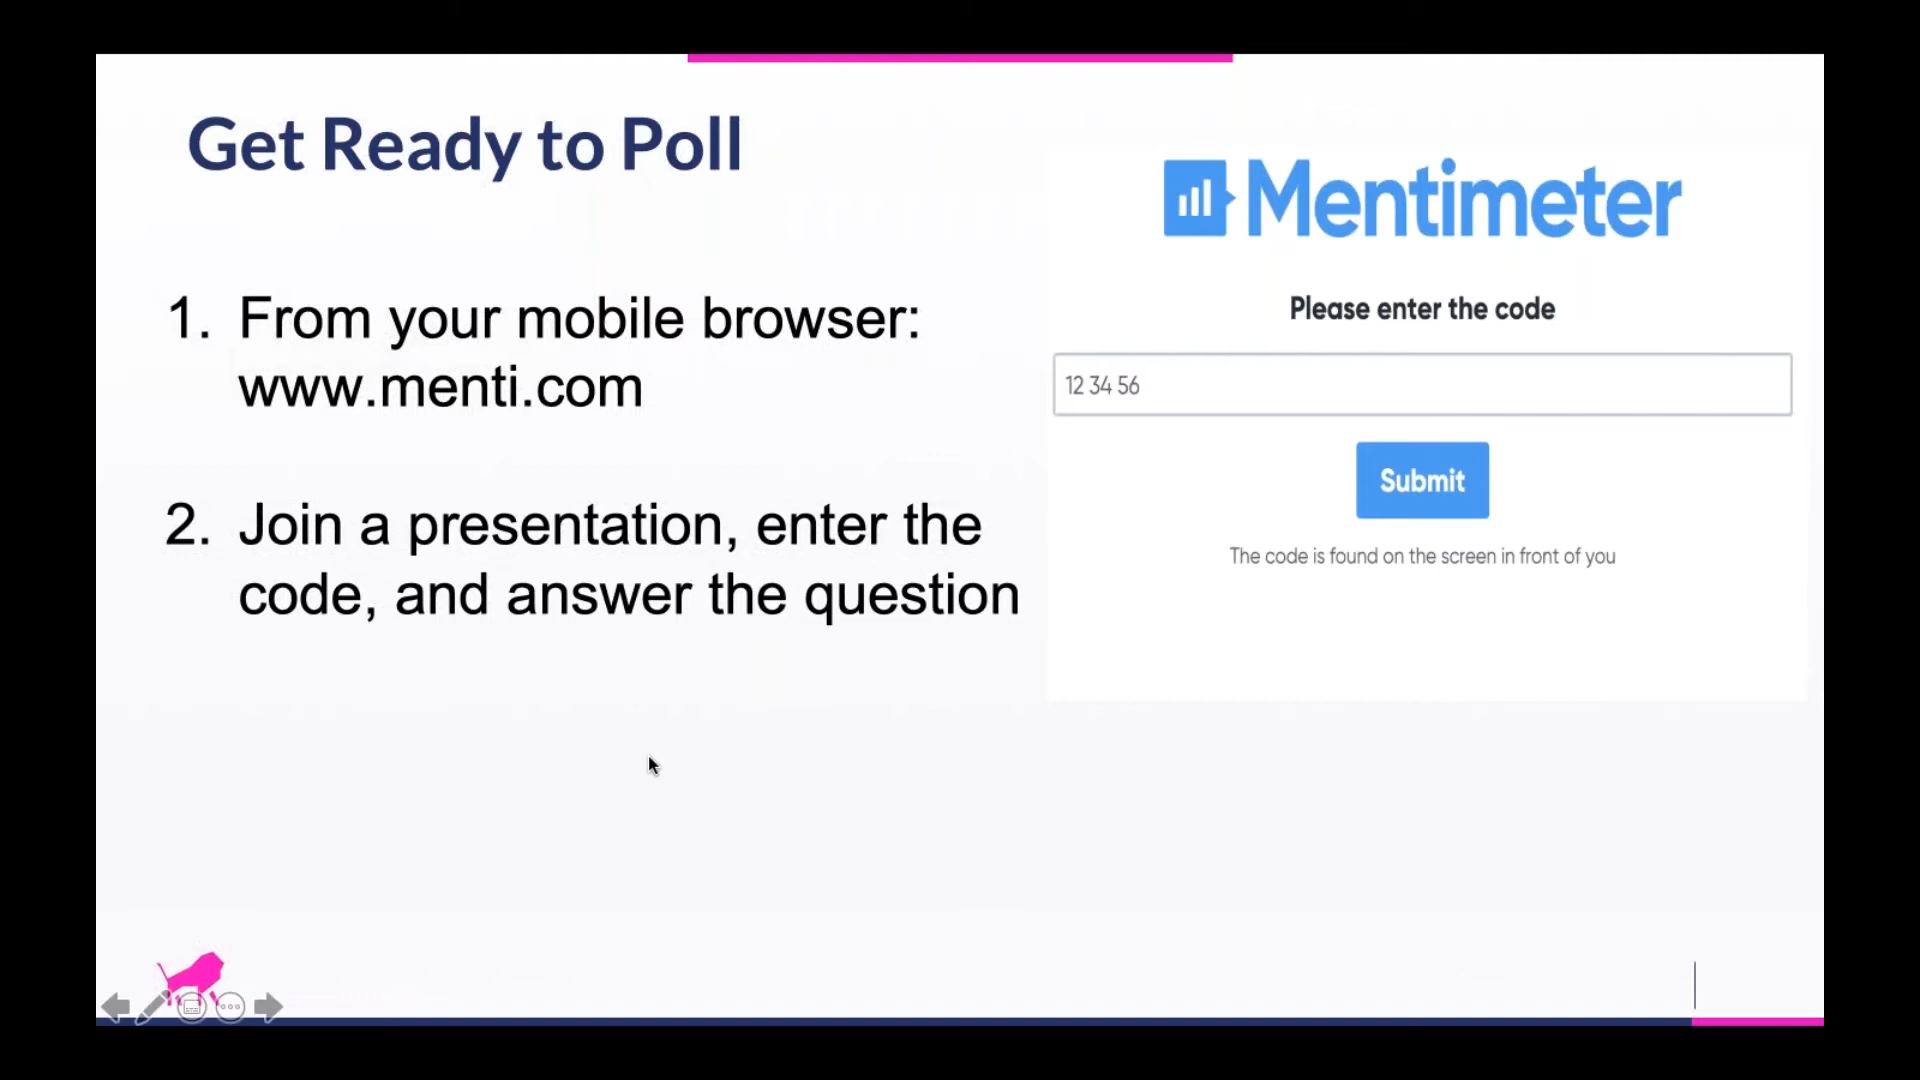 Get Ready to Poll
1. From your mobile browser:
www.menti.com
2. Join a presentation, enter the
code, and answer the question
Mentimeter
Please enter the code
12 34 56
Submit
The code is found on the screen in front of you